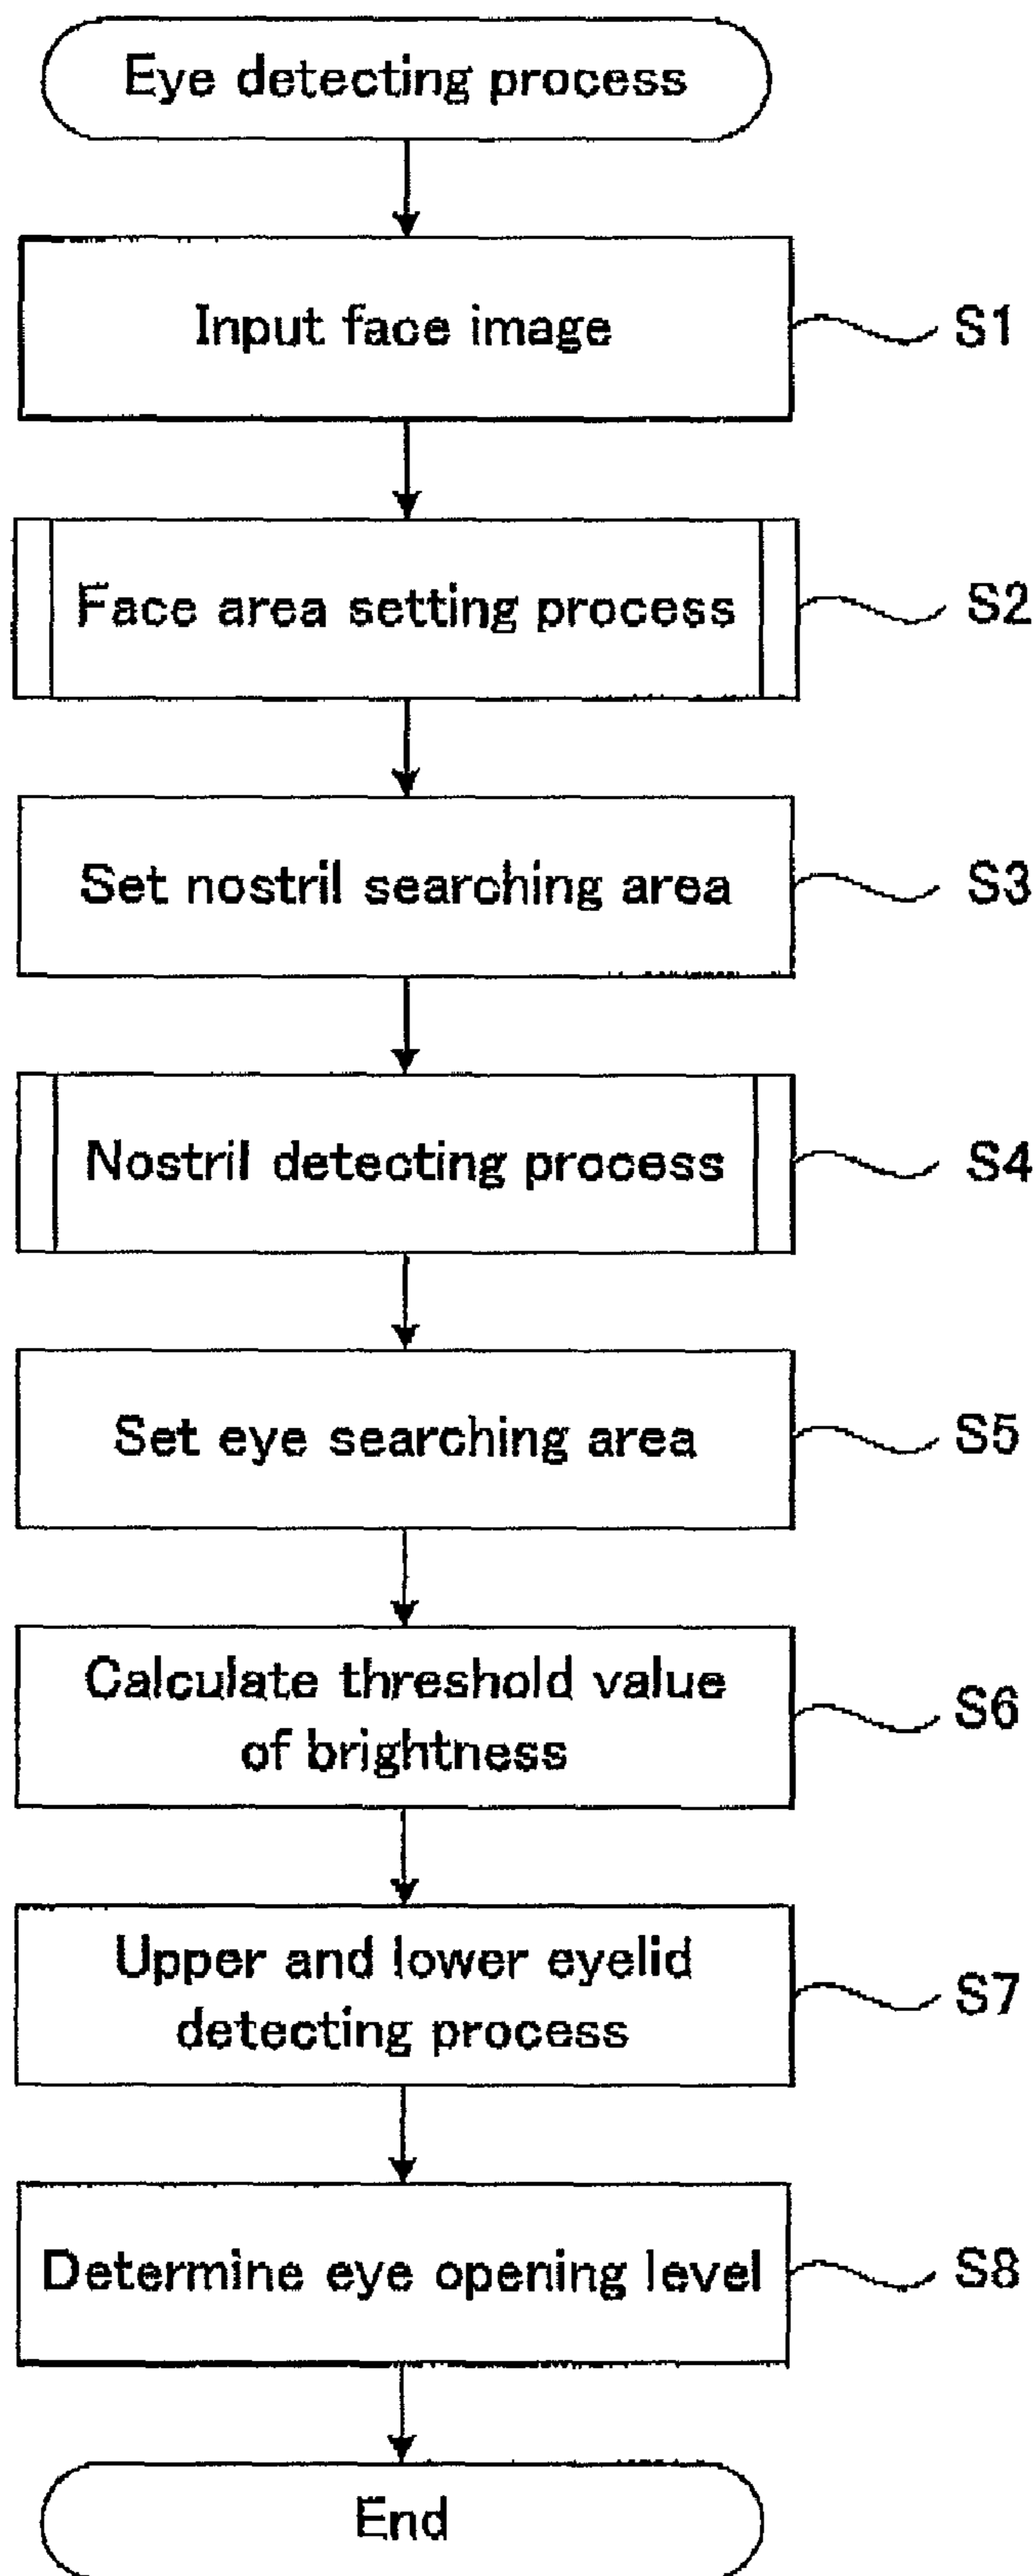 Eye detecting process
Input face image
S1
Face area setting process
S2
Set nostril searching area
S3
Nostril detecting process
S4
Set eye searching area
S5
Calculate threshold value
of brightness
S6
Upper and lower eyelid
detecting process
S7
Determine eye opening level
S8
End